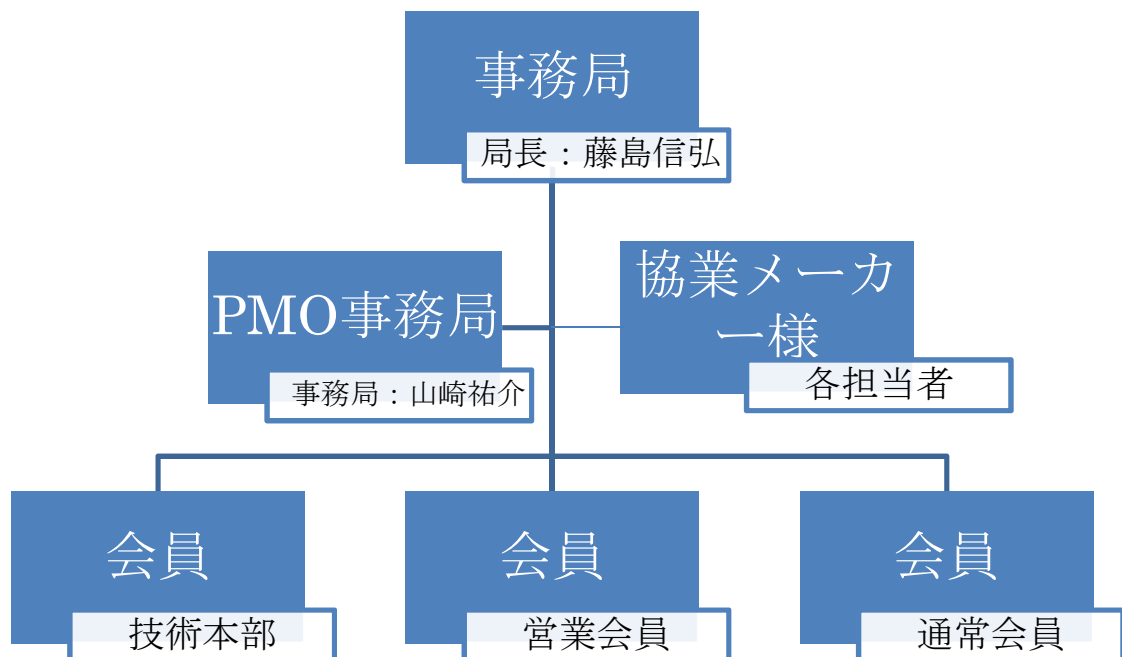 事務局
局長：藤島信弘
PMO事務局
事務局：山崎祐介
協業メーカ
ー様
各担当者
会員
技術本部
会員
営業会員
会員
通常会員